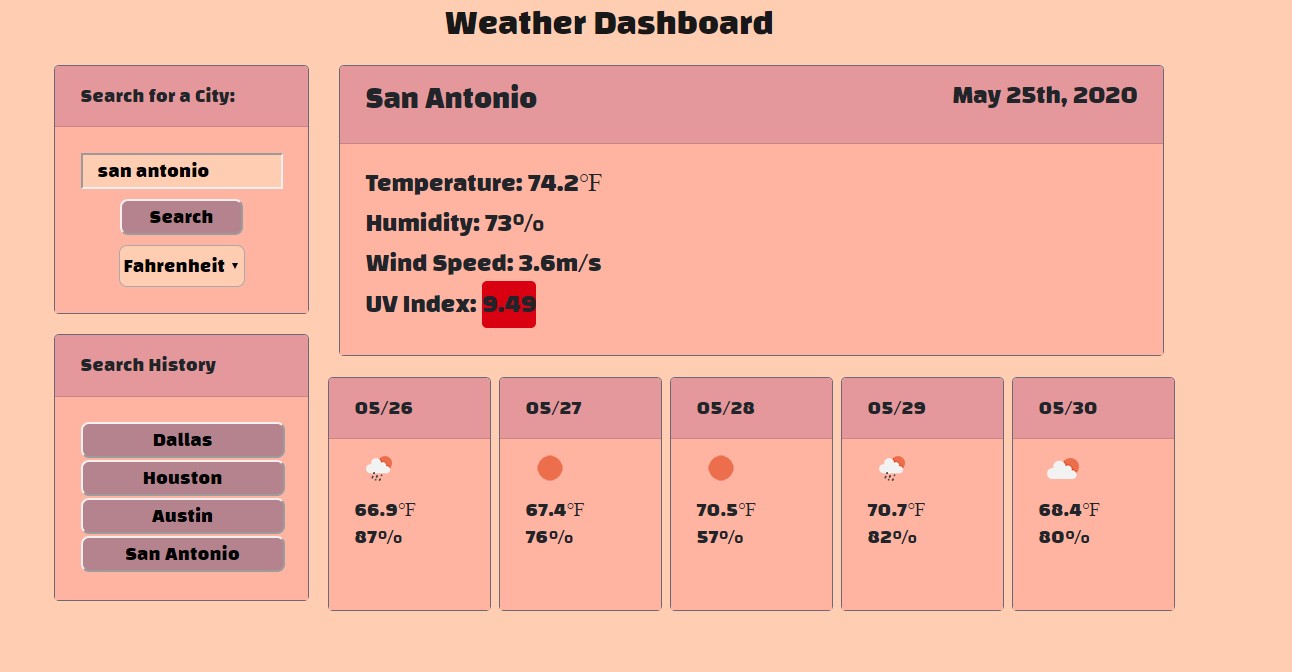 Weather Dashboard
Search for a City:
san antonio
Search
Fahrenheit
Search History
Dallas
Houston
Austin
San Antonio
San Antonio
May 25th, 2020
Temperature: 74.2°F
Humidity: 73%
Wind Speed: 3.6m/s
UV Index: 9.49
05/26
66.9°F
87%
05/27
67.4°F
76%
05/28
70.5°F
57%
05/29
70.7°F
82%
05/30
68.4°F
80%